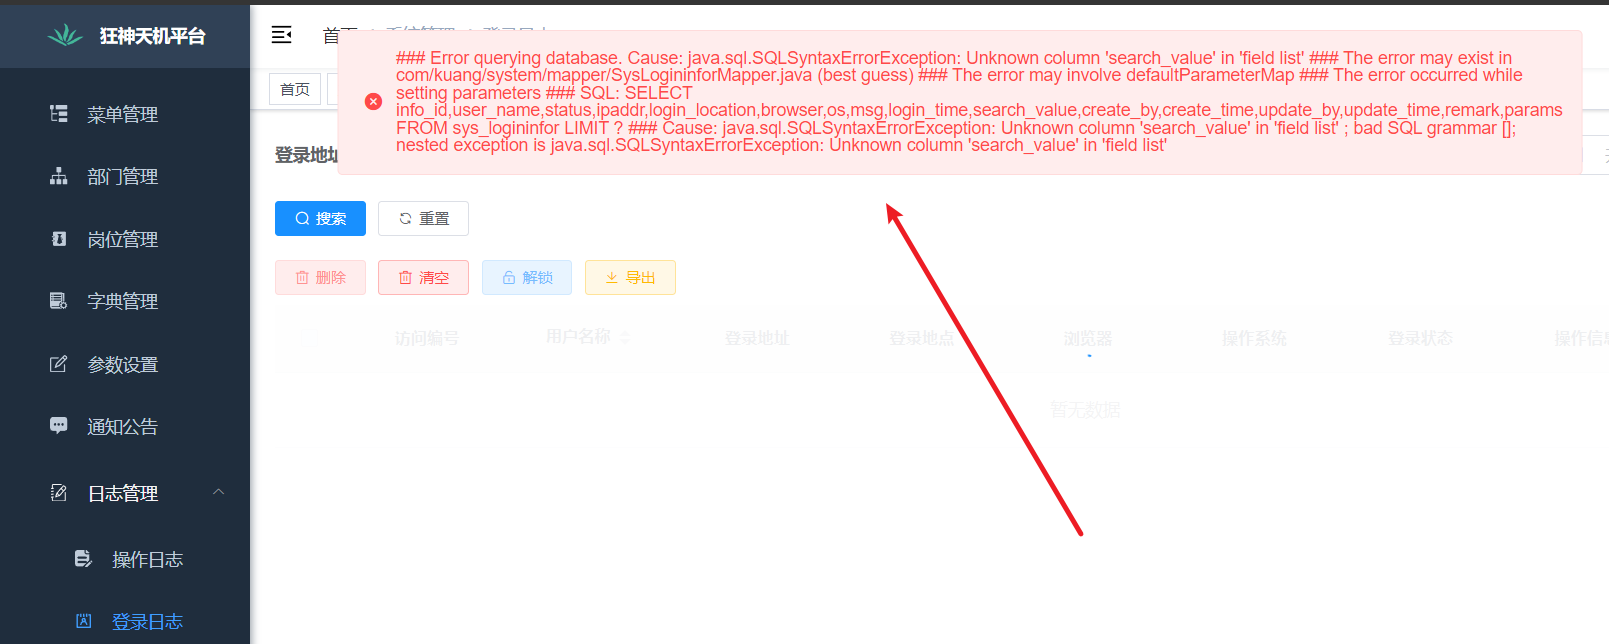 狂神天机平台
菜单管理
部门管理
岗位管理
字典管理
参数设置
通知公告
日志管理
操作日志
登录日志
### Error querying database. Cause: java.sql.SQLSyntaxErrorException: Unknown column 'search_value' in 'field list' ### The error may exist in
com/kuang/system/mapper/SysLogininforMapper.java (best guess) ### The error may involve defaultParameterMap ### The error occurred while
setting parameters ### SQL: SELECT
info_id,user_name,status,ipaddr,login_location,browser,os,msg,login_time,search_value,create_by,create_time,update_by,update_time,remark,params
FROM sys_logininfor LIMIT ? ### Cause: java.sql.SQLSyntaxErrorException: Unknown column 'search_value' in 'field list' ; bad SQL grammar [];
nested exception is java.sql.SQLSyntaxErrorException: Unknown column 'search_value' in 'field list'
首页
登录地址
搜索 重置
删除 清空 解锁 导出
访问编号 用户名称 登录地址 登录地点 浏览器 操作系统 登录状态 操作信息
暂无数据